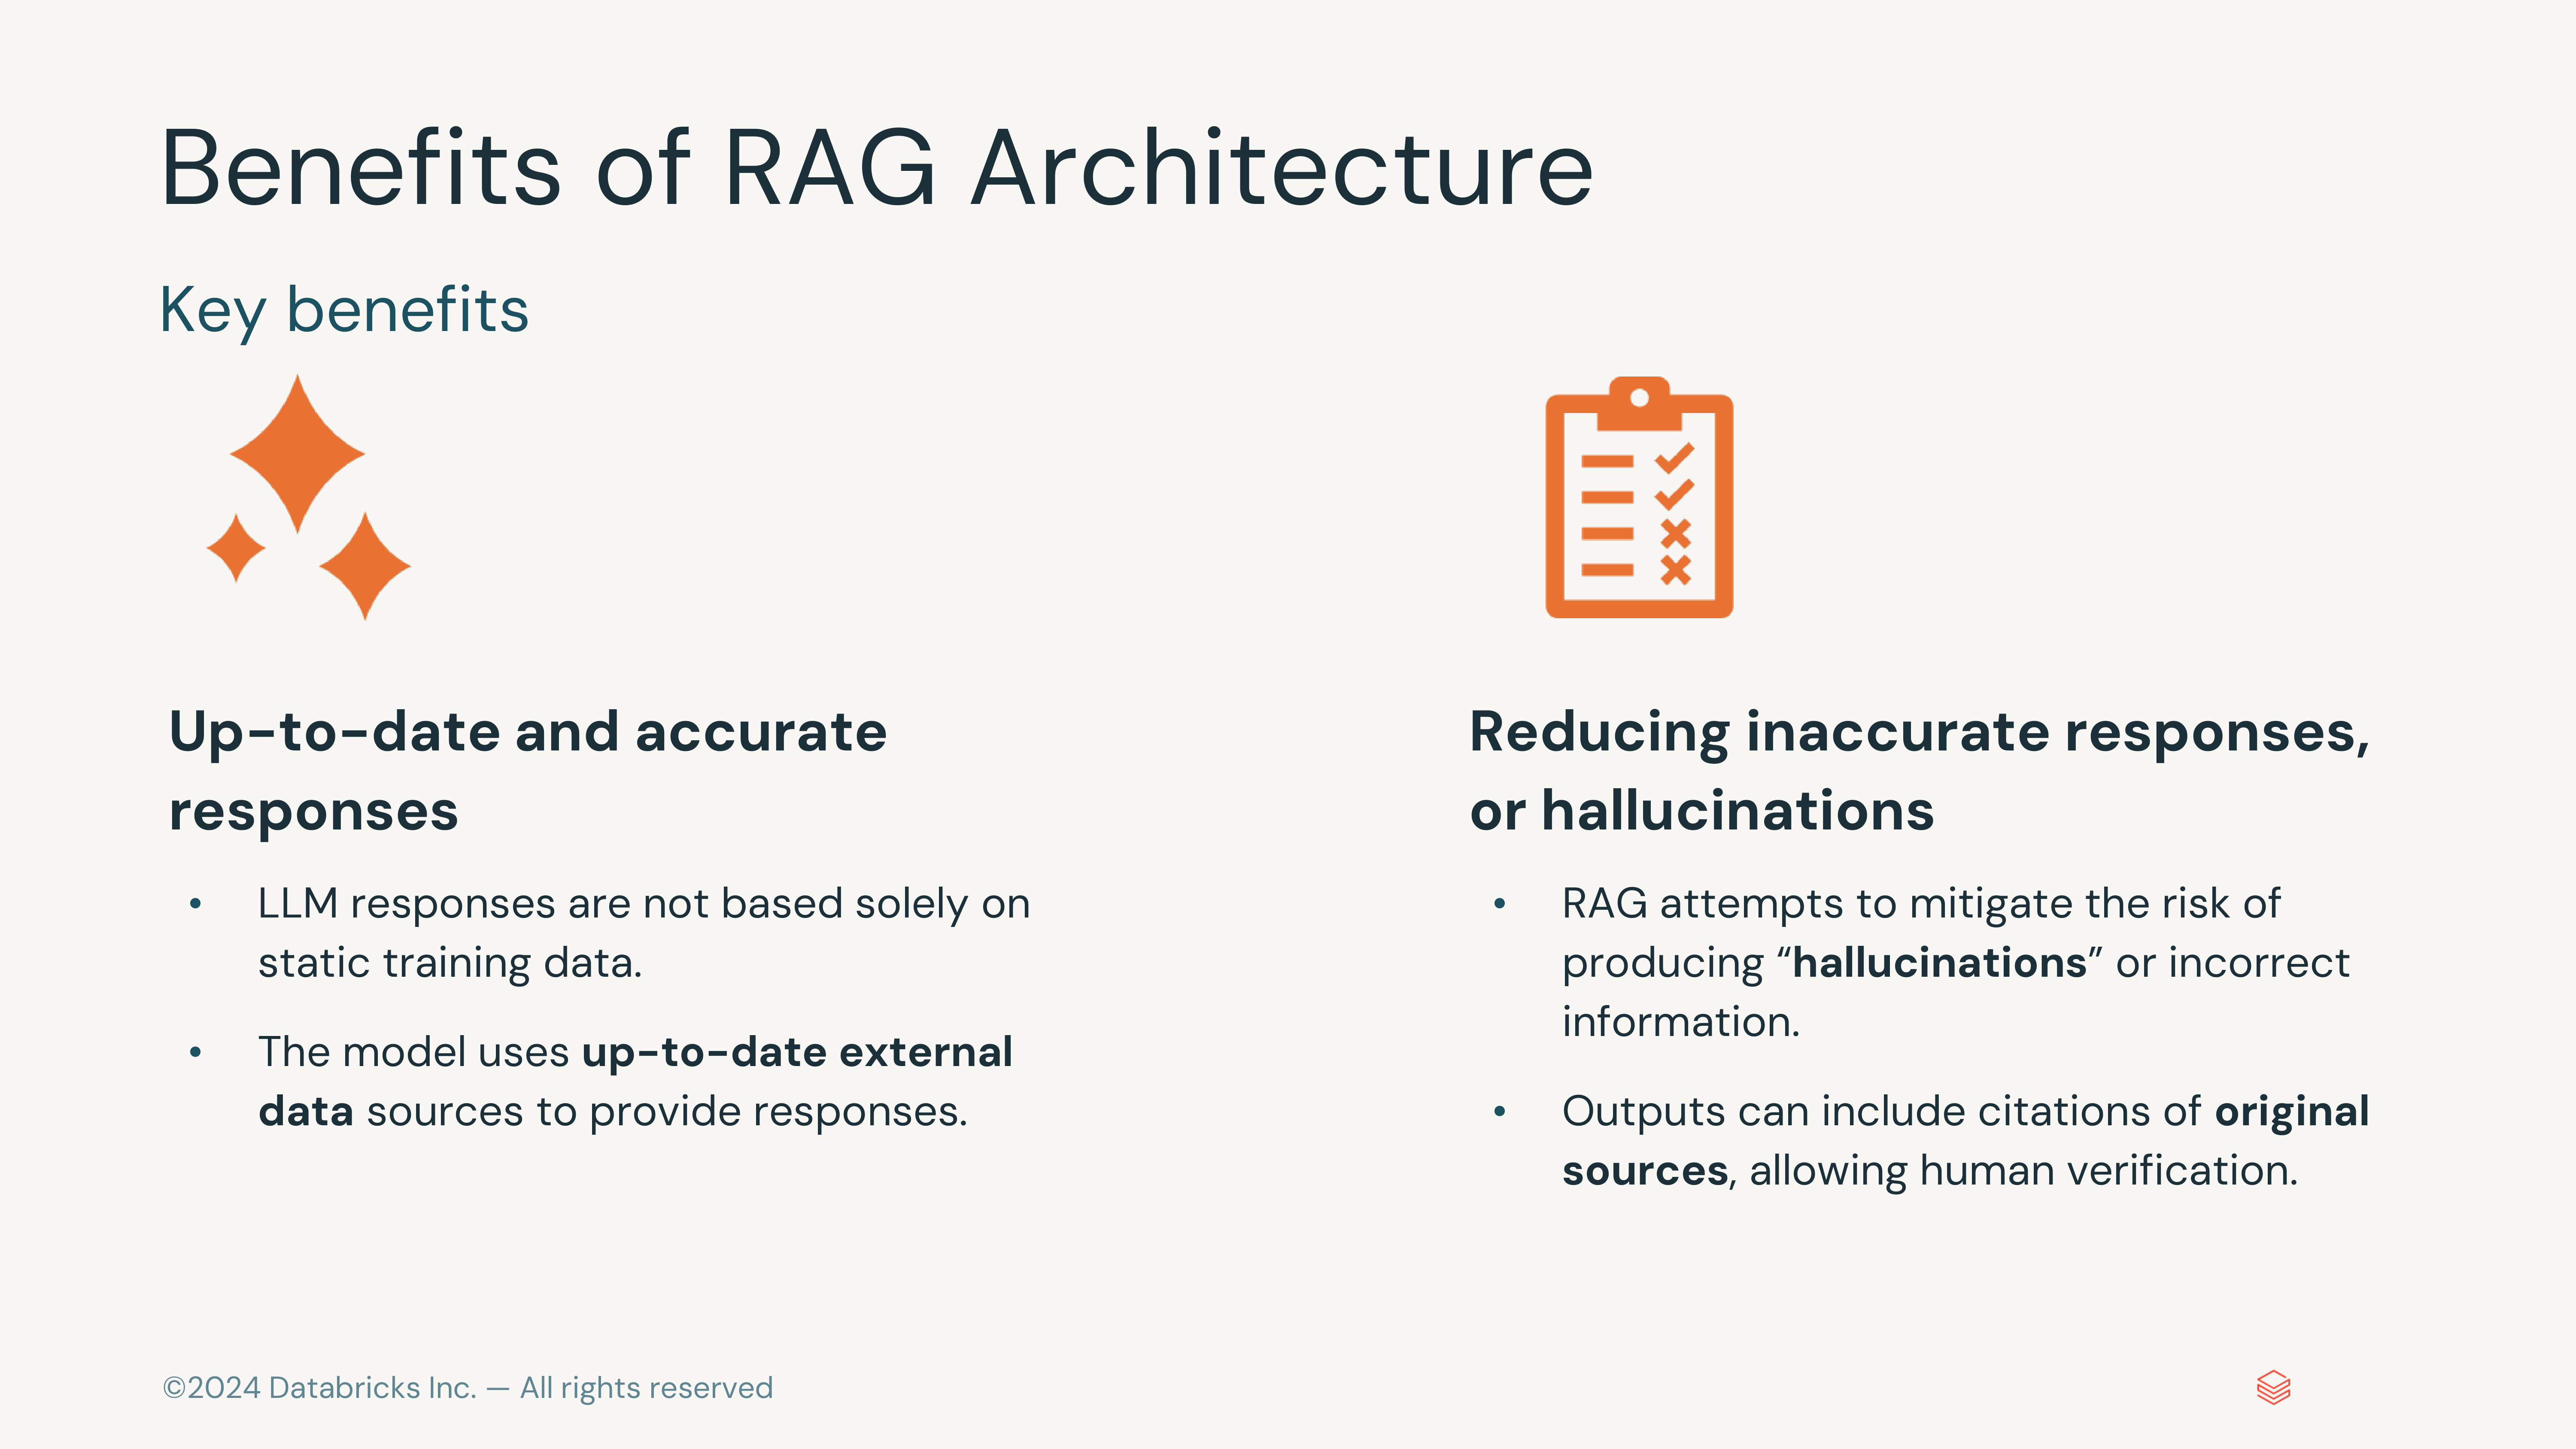 Benefits of RAG Architecture
Key benefits
Up-to-date and accurate
responses
• LLM responses are not based solely on
static training data.
• The model uses up-to-date external
data sources to provide responses.
Reducing inaccurate responses,
or hallucinations
• RAG attempts to mitigate the risk of
producing “hallucinations” or incorrect
information.
• Outputs can include citations of original
sources, allowing human verification.
©2024 Databricks Inc. — All rights reserved